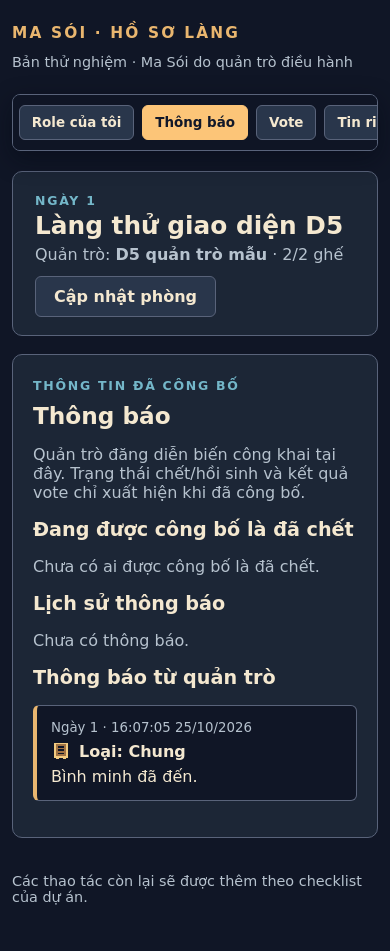 MA SÓI · HỒ SƠ LÀNG
Bản thử nghiệm · Ma Sói do quản trò điều hành
Role của tôi
Thông báo
Vote
Tin ri
NGÀY 1
Làng thử giao diện D5
Quản trò: D5 quản trò mẫu · 2/2 ghế
Cập nhật phòng
THÔNG TIN ĐÃ CÔNG BỐ
Thông báo
Quản trò đăng diễn biến công khai tại
đây. Trạng thái chết/hồi sinh và kết quả
vote chỉ xuất hiện khi đã công bố.
Đang được công bố là đã chết
Chưa có ai được công bố là đã chết.
Lịch sử thông báo
Chưa có thông báo.
Thông báo từ quản trò
Ngày 1 · 16:07:05 25/10/2026
Loại: Chung
Bình minh đã đến.
Các thao tác còn lại sẽ được thêm theo checklist
của dự án.